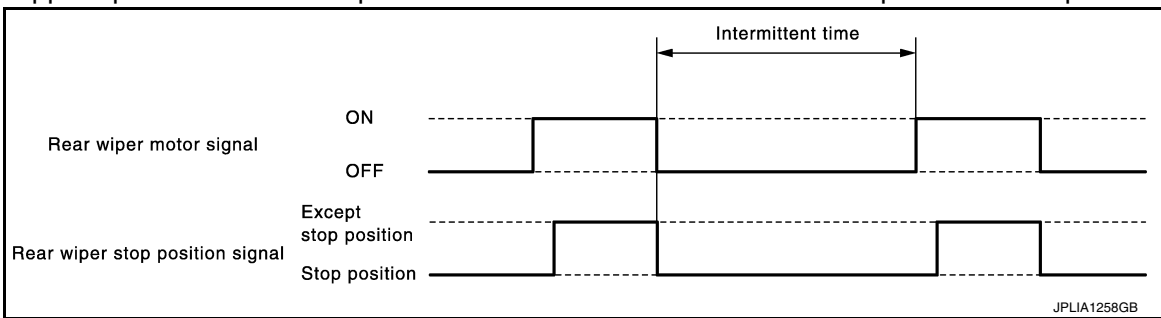 Intermittent time
ON
Rear wiper motor signal
OFF
Except
stop position
Rear wiper stop position signal
Stop position
JPLIA1258GB